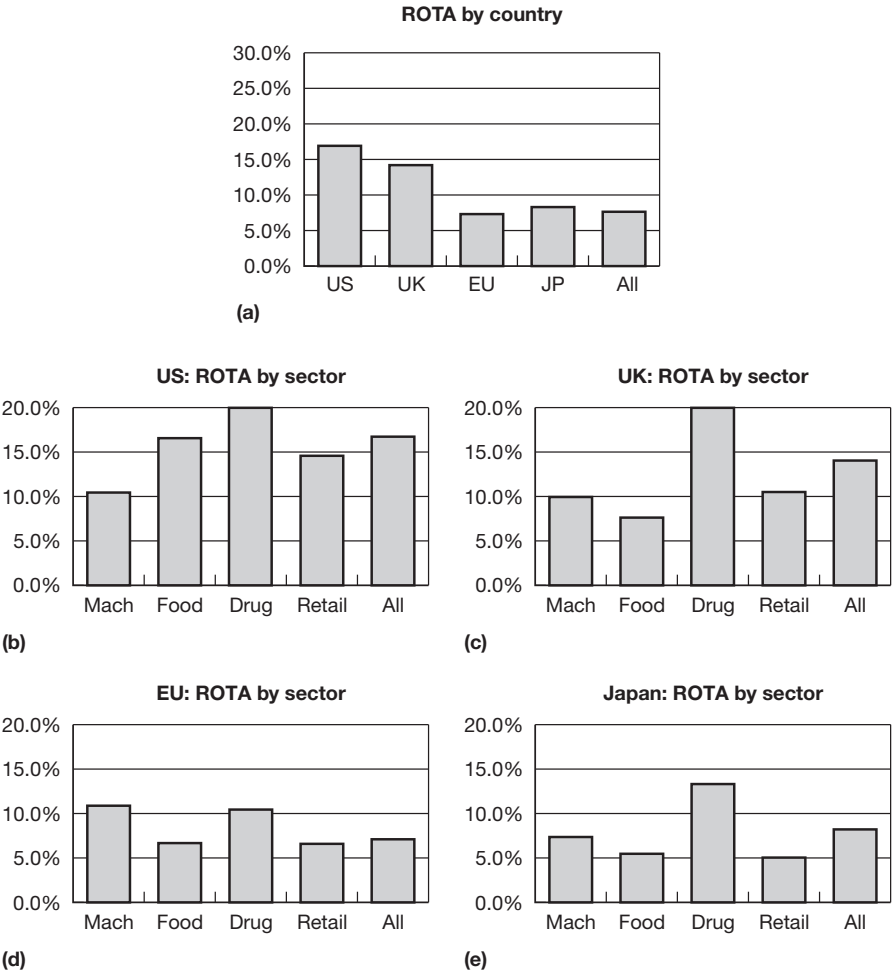 ROTA by country
30.0%
25.0%
20.0%
15.0%
10.0%
5.0%
0.0%
US UK EU JP All
(a)
US: ROTA by sector
20.0%
15.0%
10.0%
5.0%
0.0%
Mach Food Drug Retail All
(b)
UK: ROTA by sector
20.0%
15.0%
10.0%
5.0%
0.0%
Mach Food Drug Retail All
(c)
EU: ROTA by sector
20.0%
15.0%
10.0%
5.0%
0.0%
Mach Food Drug Retail All
(d)
Japan: ROTA by sector
20.0%
15.0%
10.0%
5.0%
0.0%
Mach Food Drug Retail All
(e)